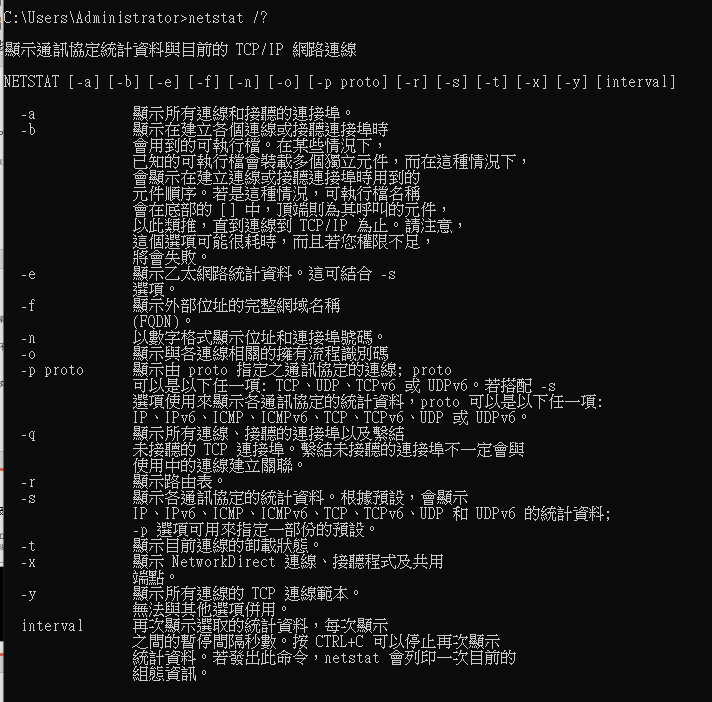 C:\Users\Administrator>netstat /?
顯示通訊協定統計資料與目前的 TCP/IP 網路連線
NETSTAT [-a] [-b] [-e] [-f] [-n] [-o] [-p proto] [-r] [-s] [-t] [-x] [-y] [interval]
-a 顯示所有連線和接聽的連接埠。
-b 顯示在建立各個連線或接聽連接埠時
會用到的可執行檔。在某些情況下，
已知的可執行檔會裝載多個獨立元件，而在這種情況下，
會顯示在建立連線或接聽連接埠時用到的
元件順序。若是這種情況，可執行檔名稱
會在底部的 [] 中，頂端則為其呼叫的元件，
以此類推，直到連線到 TCP/IP 為止。請注意，
這個選項可能很耗時，而且若您權限不足，
將會失敗。
-e 顯示乙太網路統計資料。這可結合 -s
選項。
-f 顯示外部位址的完整網域名稱
(FQDN)。
-n 以數字格式顯示位址和連接埠號碼。
-o 顯示與各連線相關的擁有流程識別碼
-p proto 顯示由 proto 指定之通訊協定的連線; proto
可以是以下任一項: TCP、UDP、TCPv6 或 UDPv6。若搭配 -s
選項使用來顯示各通訊協定的統計資料，proto 可以是以下任一項:
IP、IPv6、ICMP、ICMPv6、TCP、TCPv6、UDP 或 UDPv6。
-q 顯示所有連線、接聽的連接埠以及繫結
未接聽的 TCP 連接埠。繫結未接聽的連接埠不一定會與
使用中的連線建立關聯。
-r 顯示路由表。
-s 顯示各通訊協定的統計資料。根據預設，會顯示
IP、IPv6、ICMP、ICMPv6、TCP、TCPv6、UDP 和 UDPv6 的統計資料;
-p 選項可用來指定一部份的預設。
-t 顯示目前連線的卸載狀態。
-x 顯示 NetworkDirect 連線、接聽程式及共用
端點。
-y 顯示所有連線的 TCP 連線範本。
無法與其他選項併用。
interval 再次顯示選取的統計資料，每次顯示
之間的暫停間隔秒數。按 CTRL+C 可以停止再次顯示
統計資料。若發出此命令，netstat 會列印一次目前的
組態資訊。